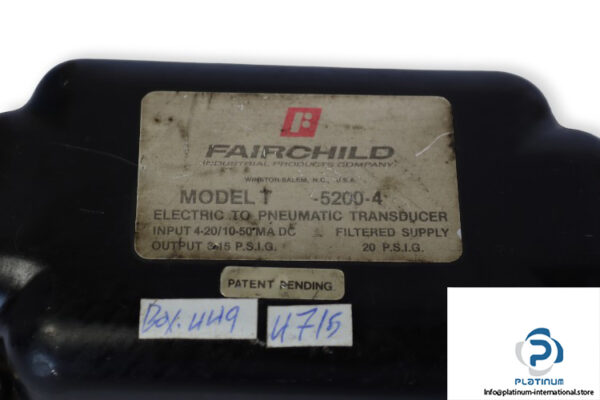 FAIRCHILD
INDUSTRIAL PRODUCTS COMPANY
WINSTON-SALEM, N.C., U.S.A.
MODEL T -5200-4
ELECTRIC TO PNEUMATIC TRANSDUCER
INPUT 4-20/10-50 MA DC FILTERED SUPPLY
OUTPUT 3-15 P.S.I.G. 20 P.S.I.G.
PATENT PENDING
Box.449
4715
PLATINUM
Info@platinum-international.store